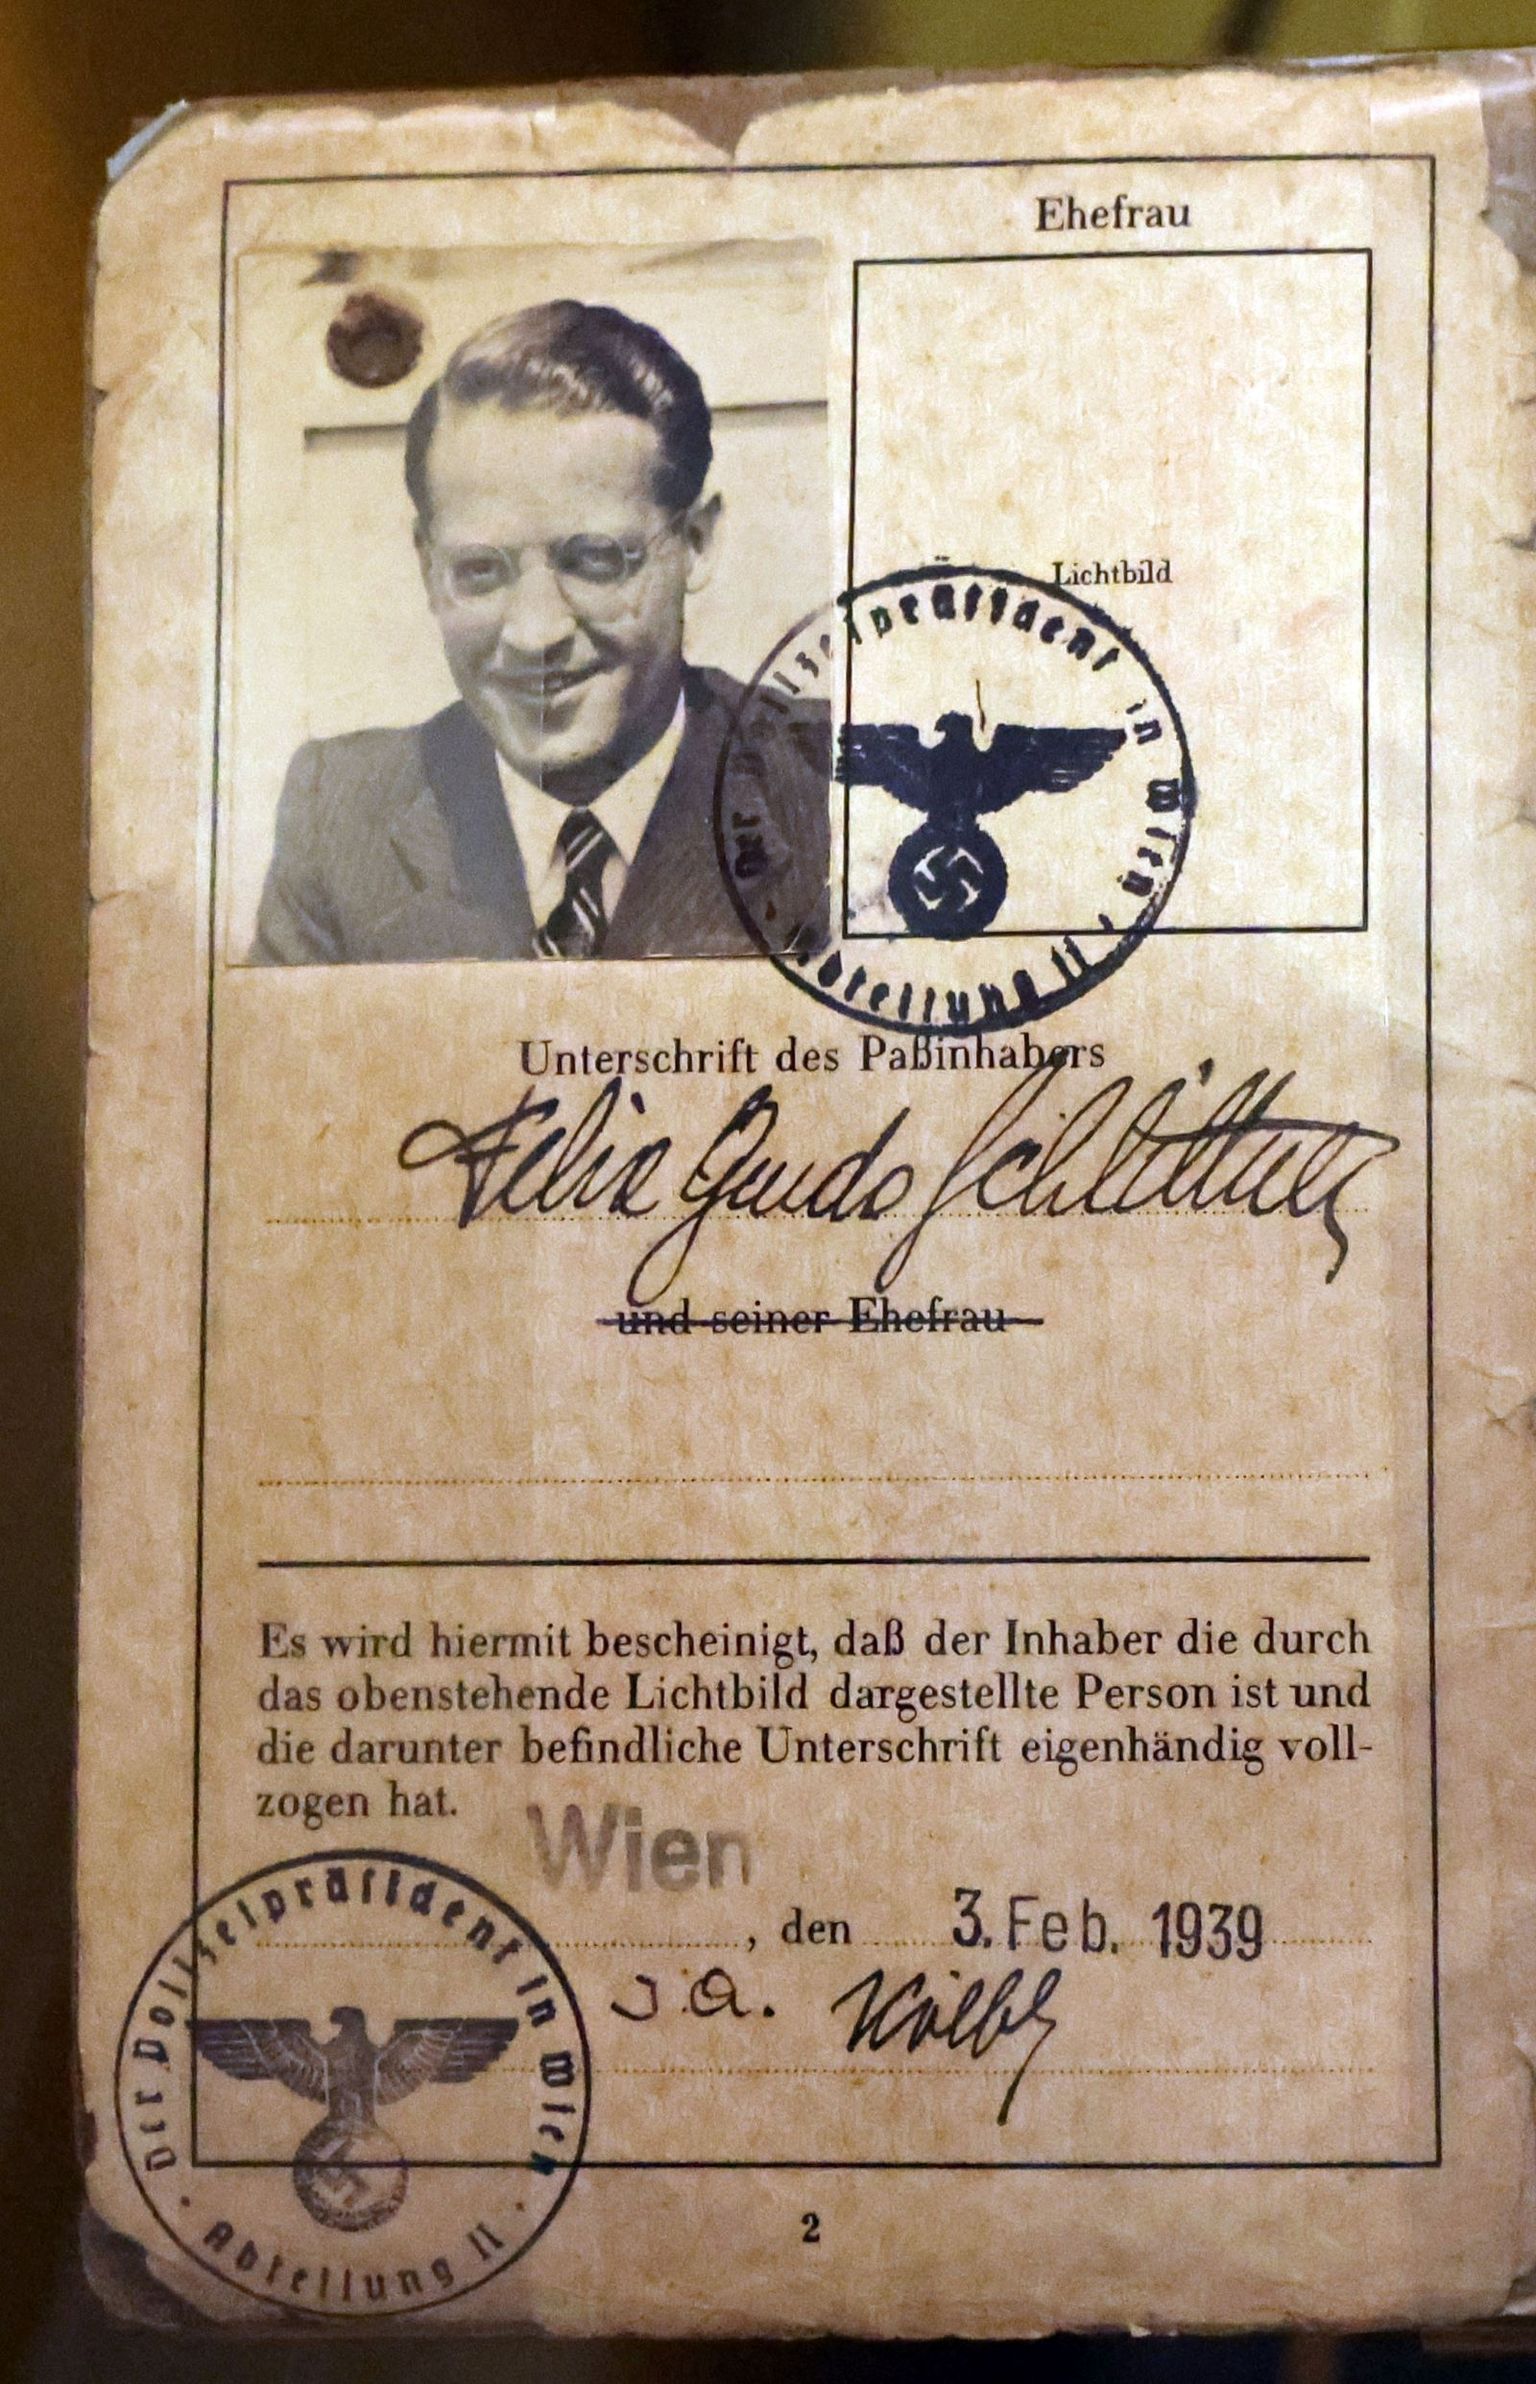 Ehefrau
Lichtbild
Der Polizeipräsident in Wien
Abteilung II
Unterschrift des Paßinhabers
Felix Guido
und seiner Ehefrau
Es wird hiermit bescheinigt, daß der Inhaber die durch
das obenstehende Lichtbild dargestellte Person ist und
die darunter befindliche Unterschrift eigenhändig voll-
zogen hat.
Wien
, den 3. Feb. 1939
Der Polizeipräsident in Wien
Abteilung II
2